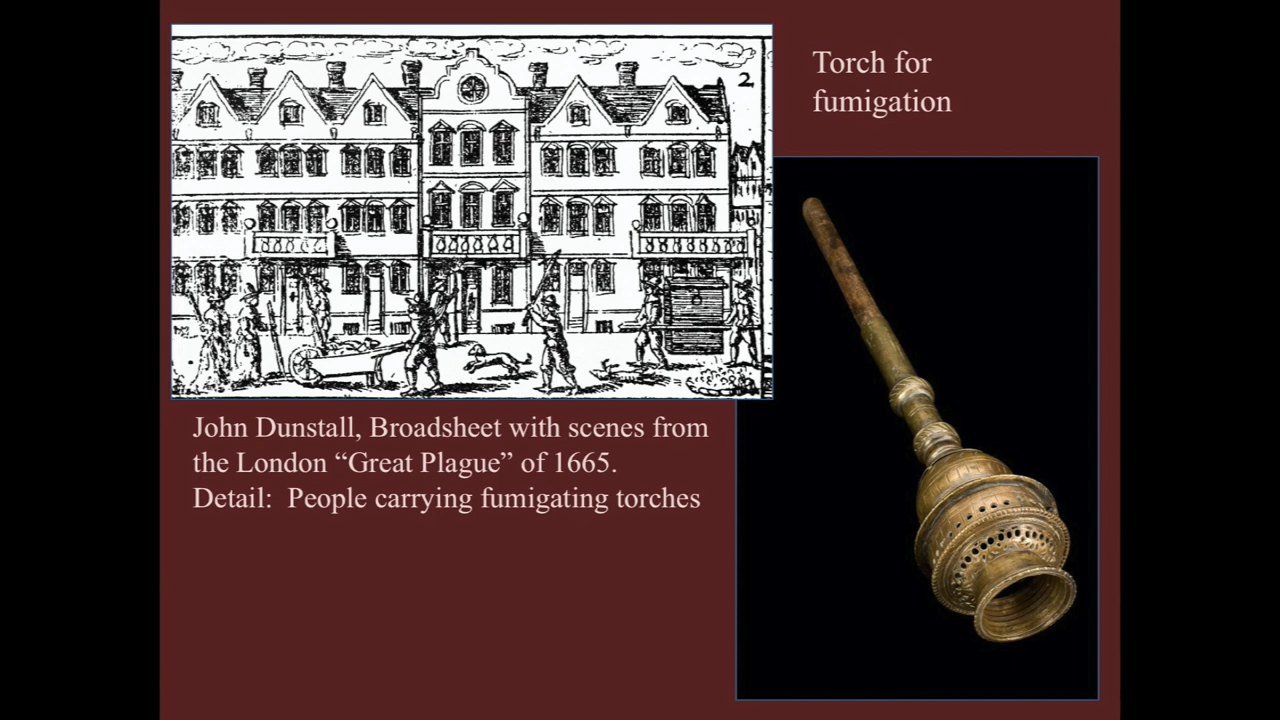 2
Torch for
fumigation
John Dunstall, Broadsheet with scenes from
the London “Great Plague” of 1665.
Detail:  People carrying fumigating torches